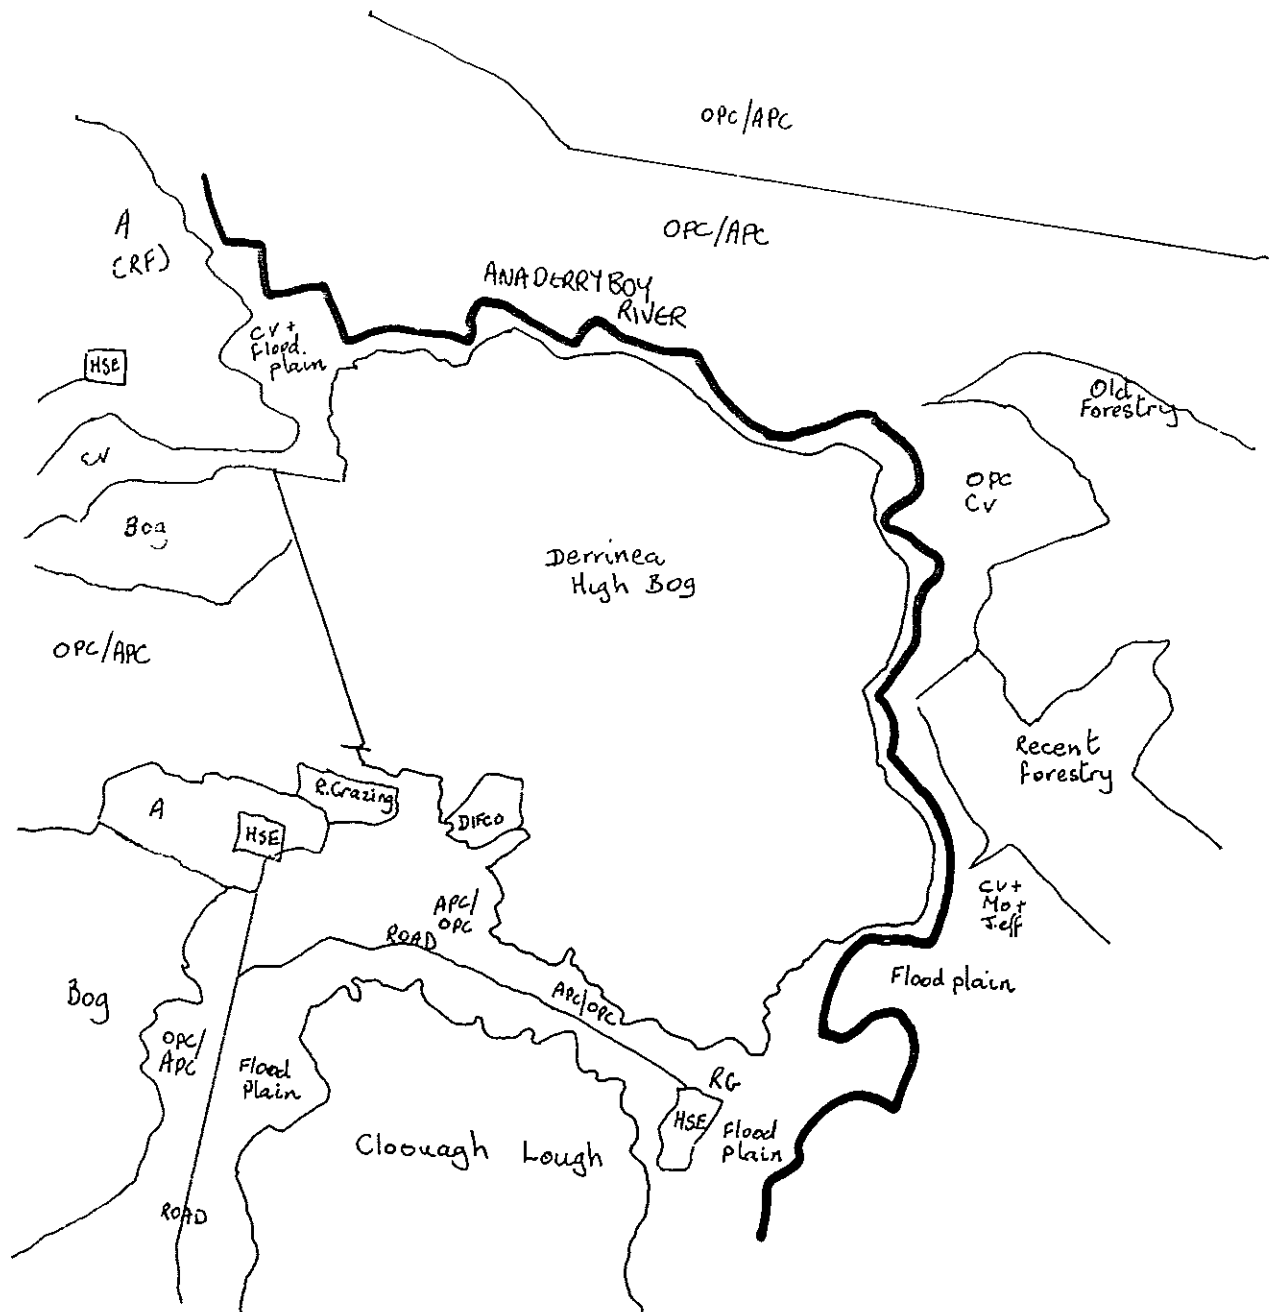 OPC/APC
OPC/APC
A
(RF)
ANADERRYBOY
RIVER
CV +
Flood
plain
HSE
Old
Forestry
CV
OPC
CV
Bog
Derrinea
High Bog
OPC/APC
Recent
forestry
R.Grazing
A
HSE
DIFCO
CV+
Mo+
J.eff
APC/
OPC
ROAD
Flood plain
Bog
APC/OPC
OPC/
APC
Flood
Plain
RG
HSE
Flood
Plain
Cloouagh Lough
ROAD